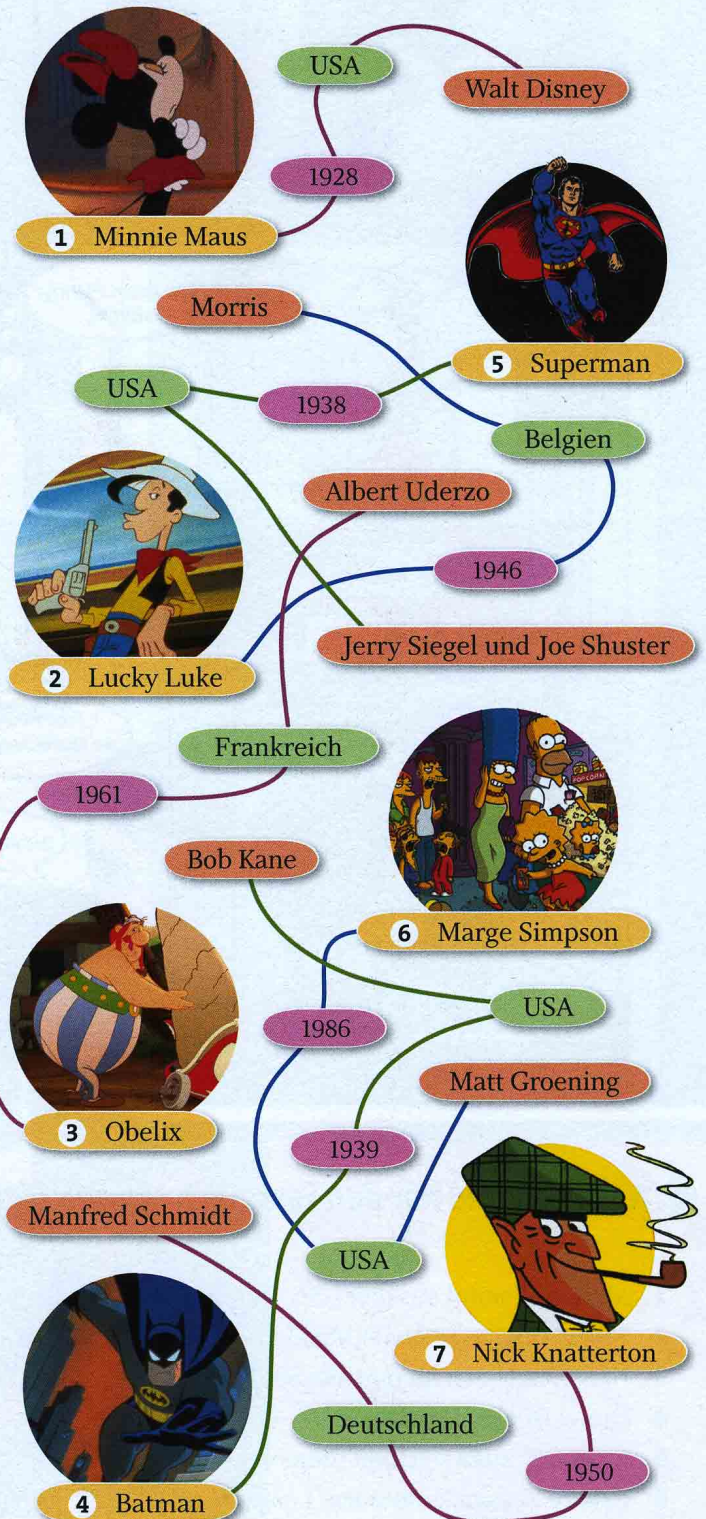 USA
Walt Disney
1928
1 Minnie Maus
Morris
5 Superman
USA
1938
Belgien
Albert Uderzo
1946
Jerry Siegel und Joe Shuster
2 Lucky Luke
Frankreich
1961
POPCORN
Bob Kane
6 Marge Simpson
USA
1986
Matt Groening
3 Obelix
1939
Manfred Schmidt
USA
7 Nick Knatterton
Deutschland
1950
4 Batman